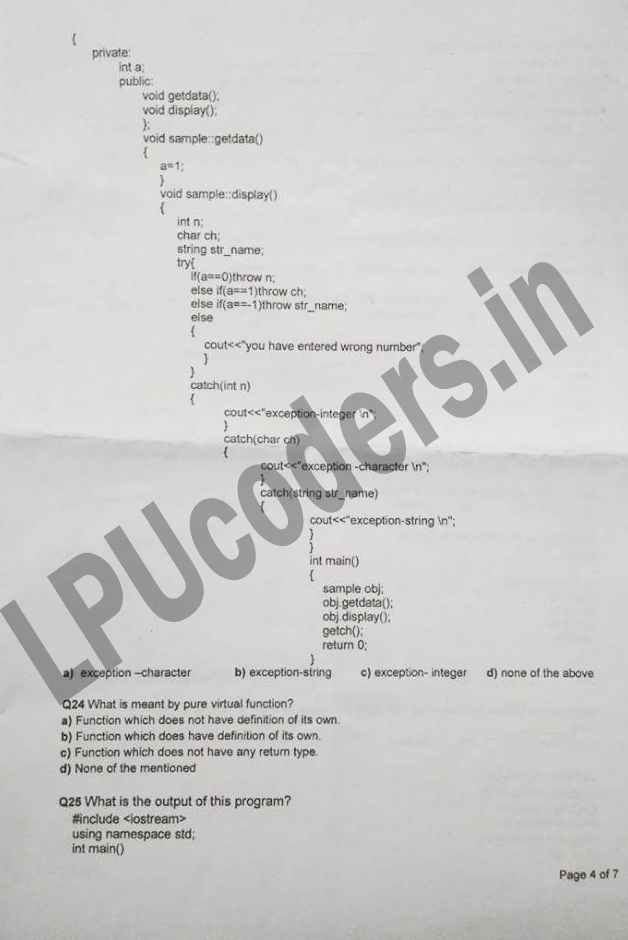 {
private:
int a;
public:
void getdata();
void display();
};
void sample::getdata()
{
a=1;
}
void sample::display()
{
int n;
char ch;
string str_name;
try{
if(a==0)throw n;
else if(a==1)throw ch;
else if(a==-1)throw str_name;
else
{
cout<<"you have entered wrong number";
}
}
catch(int n)
{
cout<<"exception-integer \n";
}
catch(char ch)
{
cout<<"exception -character \n";
}
catch(string str_name)
{
cout<<"exception-string \n";
}
}
int main()
{
sample obj;
obj.getdata();
obj.display();
getch();
return 0;
}
a) exception –character b) exception-string c) exception- integer d) none of the above
Q24 What is meant by pure virtual function?
a) Function which does not have definition of its own.
b) Function which does have definition of its own.
c) Function which does not have any return type.
d) None of the mentioned
Q25 What is the output of this program?
#include <iostream>
using namespace std;
int main()
Page 4 of 7
LPUcoders.in